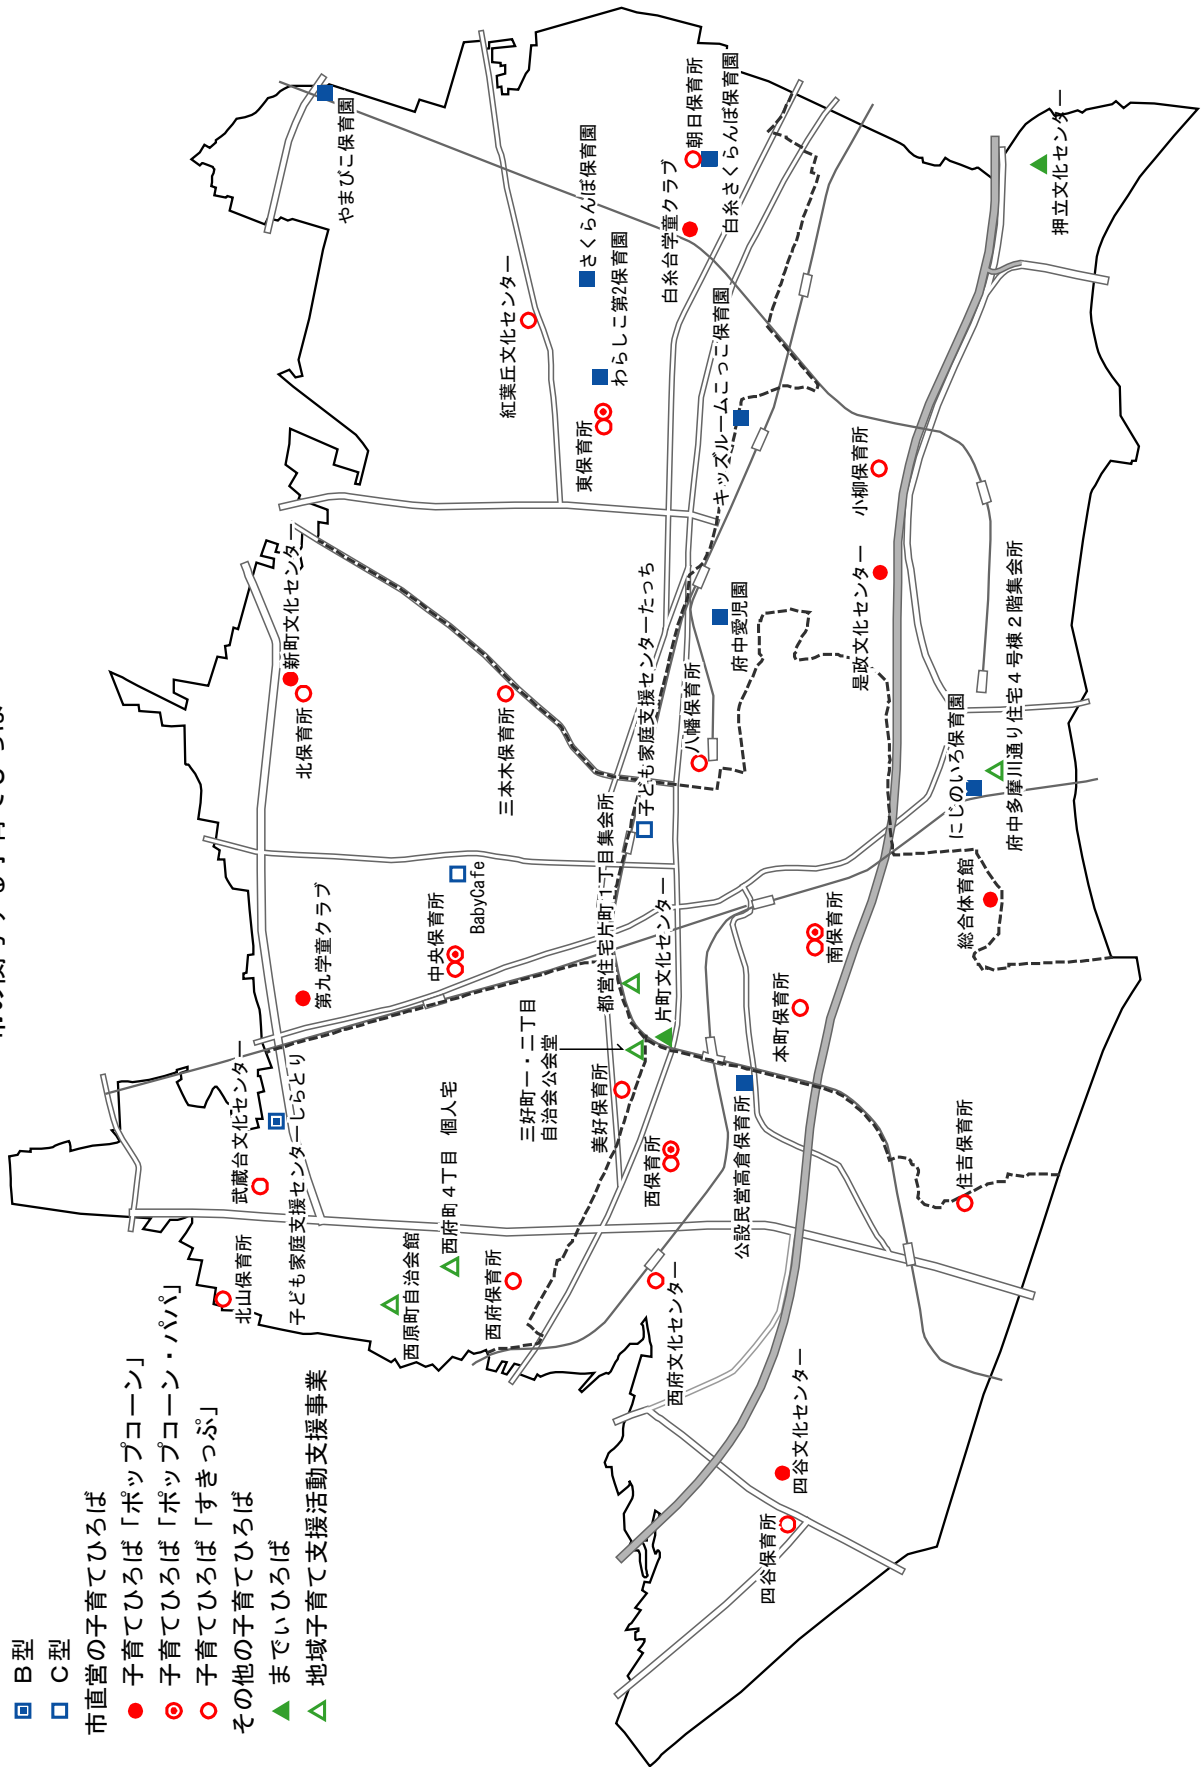 B型
C型
市直営の子育てひろば
子育てひろば「ポップコーン」
子育てひろば「ポップコーン・パパ」
子育てひろば「すきっぷ」
その他の子育てひろば
までいひろば
地域子育て支援活動支援事業
やまびこ保育園
さくらんぼ保育園
わらしこ第2保育園
朝日保育所
白糸さくらんぼ保育園
白糸台学童クラブ
押立文化センター
紅葉丘文化センター
東保育所
キッズルームこっこ保育園
小柳保育所
新町文化センター
北保育所
三本木保育所
子ども家庭支援センターたっち
府中愛児園
八幡保育所
是政文化センター
府中多摩川通り住宅4号棟2階集会所
にじのいろ保育園
総合体育館
第九学童クラブ
中央保育所
BabyCafe
都営住宅片町1丁目集会所
片町文化センター
南保育所
本町保育所
三好町一・二丁目
自治会公会堂
武蔵台文化センター
子ども家庭支援センターしらとり
西府町4丁目 個人宅
美好保育所
西保育所
公設民営高倉保育所
住吉保育所
北山保育所
西原町自治会館
西府保育所
西府文化センター
四谷文化センター
四谷保育所